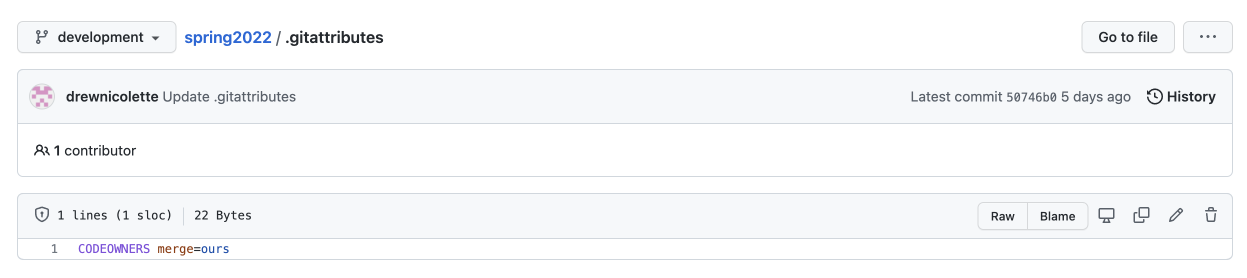 development spring2022 / .gitattributes Go to file ...
drewnicolette Update .gitattributes Latest commit 50746b0 5 days ago History
1 contributor
1 lines (1 sloc) 22 Bytes Raw Blame
1 CODEOWNERS merge=ours